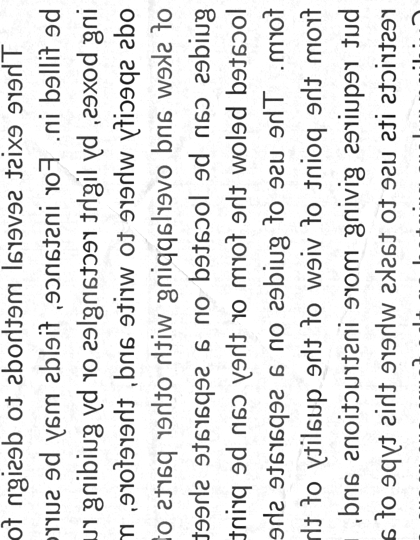 There exist several methods to design fo
be filled in. For instance, fields may be surro
ing boxes, by light rectangles or by guiding ru
ods specify where to write and, therefore, m
of skew and overlapping with other parts o
guides can be located on a separate sheet
located below the form or they can be print
form. The use of guides on a separate she
from the point of view of the quality of th
but requires giving more instructions and,
restricts its use to tasks where this type of a